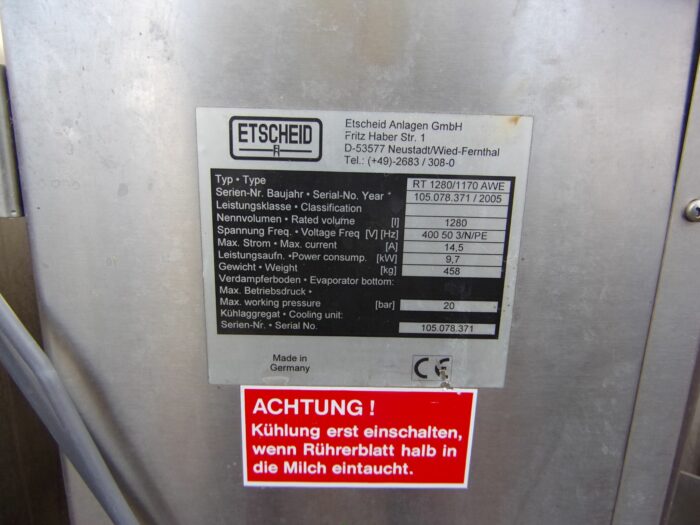 ETSCHEID
Etscheid Anlagen GmbH
Fritz Haber Str. 1
D-53577 Neustadt/Wied-Fernthal
Tel.: (+49)-2683 / 308-0
Typ • Type RT 1280/1170 AWE
Serien-Nr. Baujahr • Serial-No. Year * 105.078.371 / 2005
Leistungsklasse • Classification
Nennvolumen • Rated volume [l] 1280
Spannung Freq. • Voltage Freq [V] [Hz] 400 50 3/N/PE
Max. Strom • Max. current [A] 14,5
Leistungsaufn. •Power consump. [kW] 9,7
Gewicht • Weight [kg] 458
Verdampferboden • Evaporator bottom:
Max. Betriebsdruck •
Max. working pressure [bar] 20
Kühlaggregat • Cooling unit:
Serien-Nr. • Serial No. 105.078.371
Made in
Germany
CE
ACHTUNG !
Kühlung erst einschalten,
wenn Rührerblatt halb in
die Milch eintaucht.